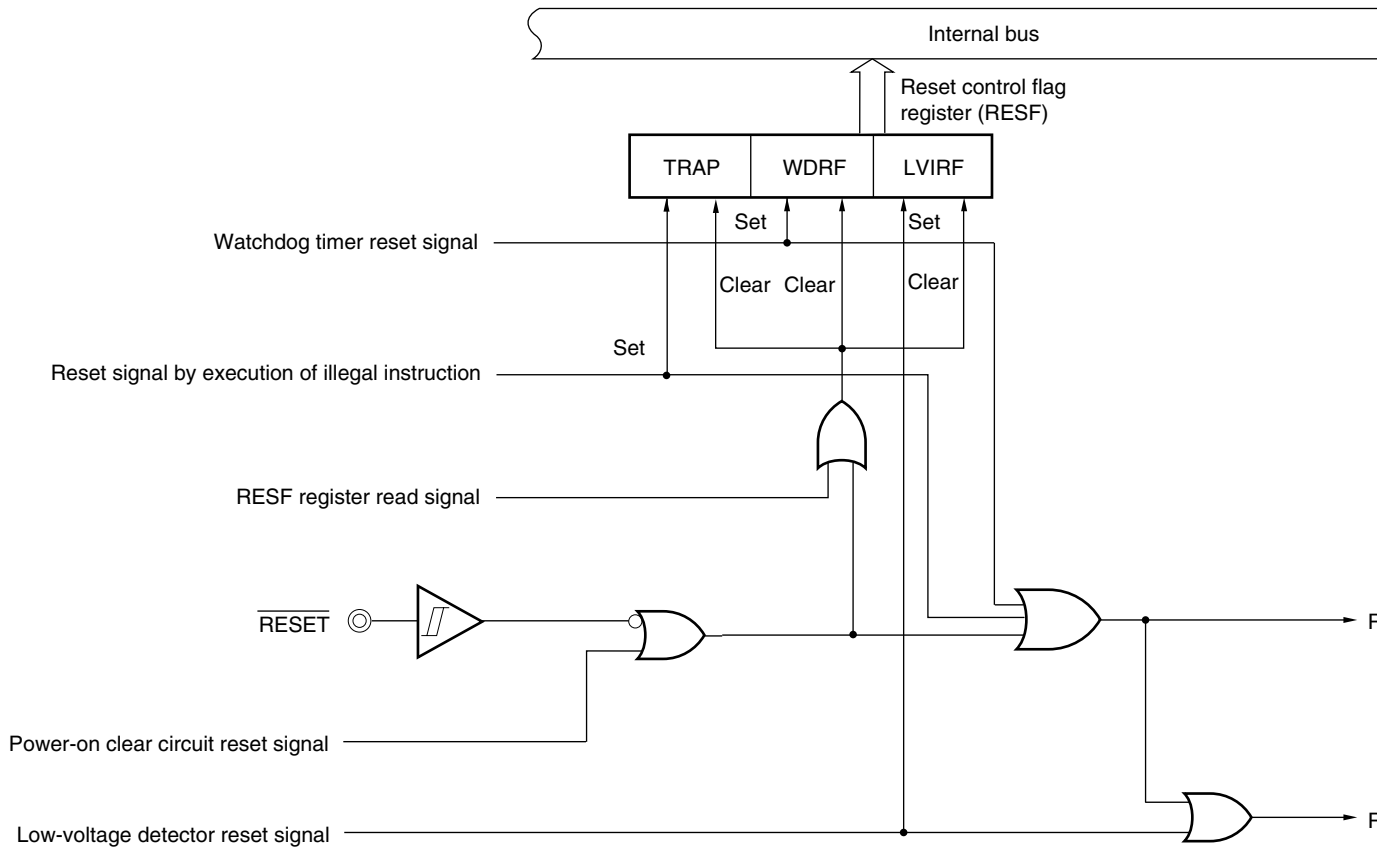 Internal bus
Reset control flag
register (RESF)
TRAP WDRF LVIRF
Set Set
Watchdog timer reset signal
Clear Clear Clear
Set
Reset signal by execution of illegal instruction
RESF register read signal
RESET
Power-on clear circuit reset signal
Low-voltage detector reset signal